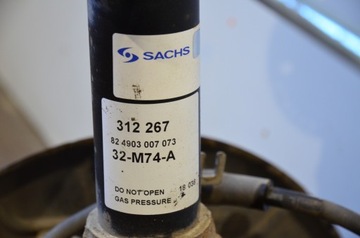 SACHS
312 267
82 4903 007 073
32-M74-A
DO NOT OPEN
GAS PRESSURE